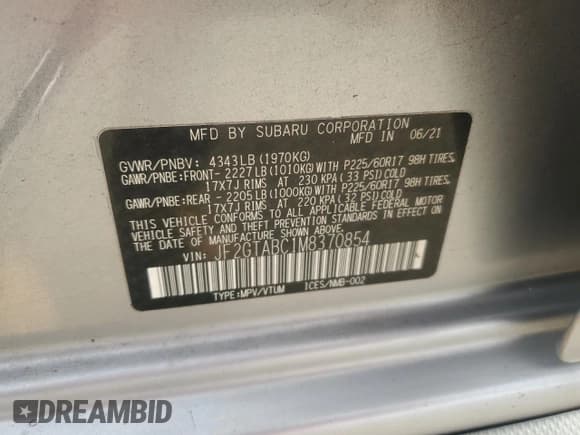 MFD BY SUBARU CORPORATION 06/21
GVWR/PNBV: 4343LB(1970KG)
GAWR/PNBE:FRONT- 2227LB(1010KG)WITH P225/60R17 98H TIRES,
17X7J RIMS AT 230 KPA(33 PSI)COLD
GAWR/PNBE:REAR - 2205LB(1000KG)WITH P225/60R17 98H TIRES,
17X7J RIMS AT 220 KPA(32 PSI)COLD
THIS VEHICLE CONFORMS TO ALL APPLICABLE FEDERAL MOTOR
VEHICLE SAFETY AND THEFT PREVENTION STANDARDS IN EFFECT
ON THE DATE OF MANUFACTURE SHOWN ABOVE.
VIN: JF2GTABC1M8370854
TYPE:MPV/VTUM ICES/NMB-002
DREAMBID